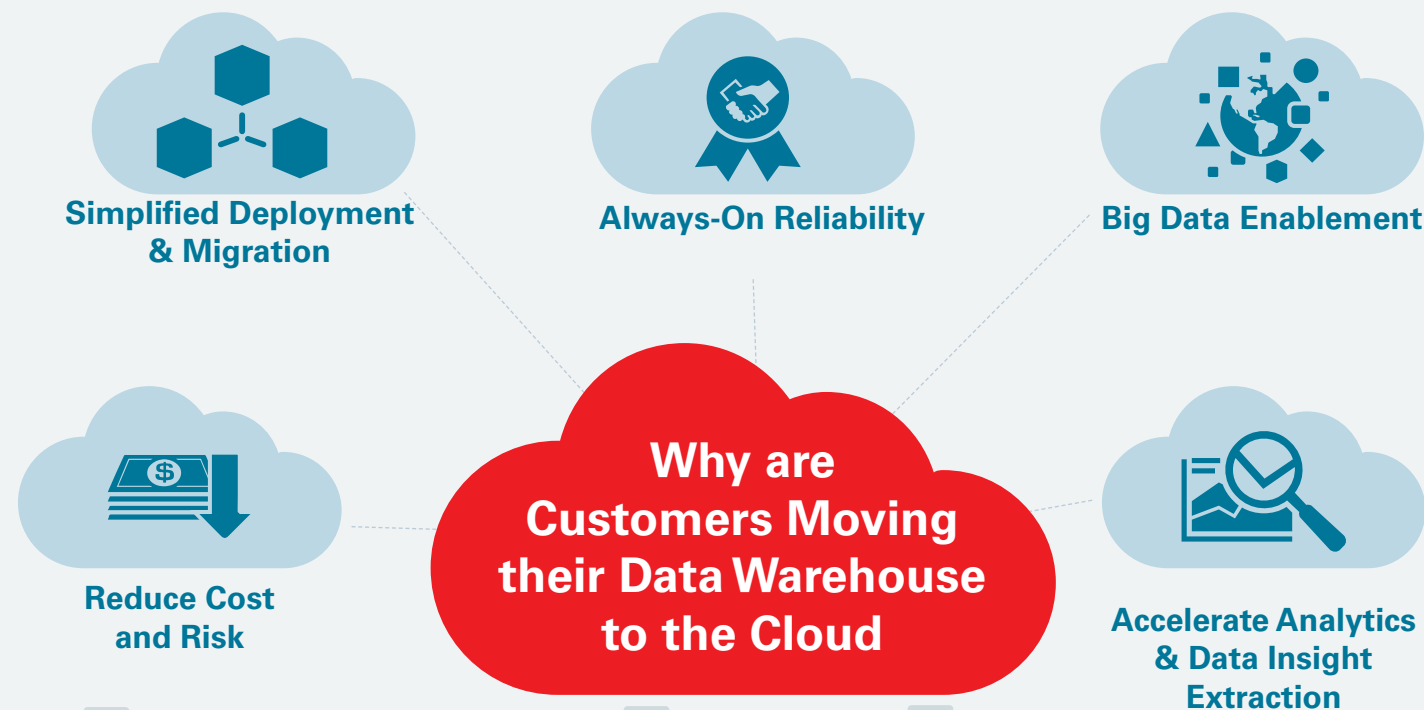 Simplified Deployment
& Migration
Always-On Reliability
Big Data Enablement
$
Reduce Cost
and Risk
Why are
Customers Moving
their Data Warehouse
to the Cloud
Accelerate Analytics
& Data Insight
Extraction